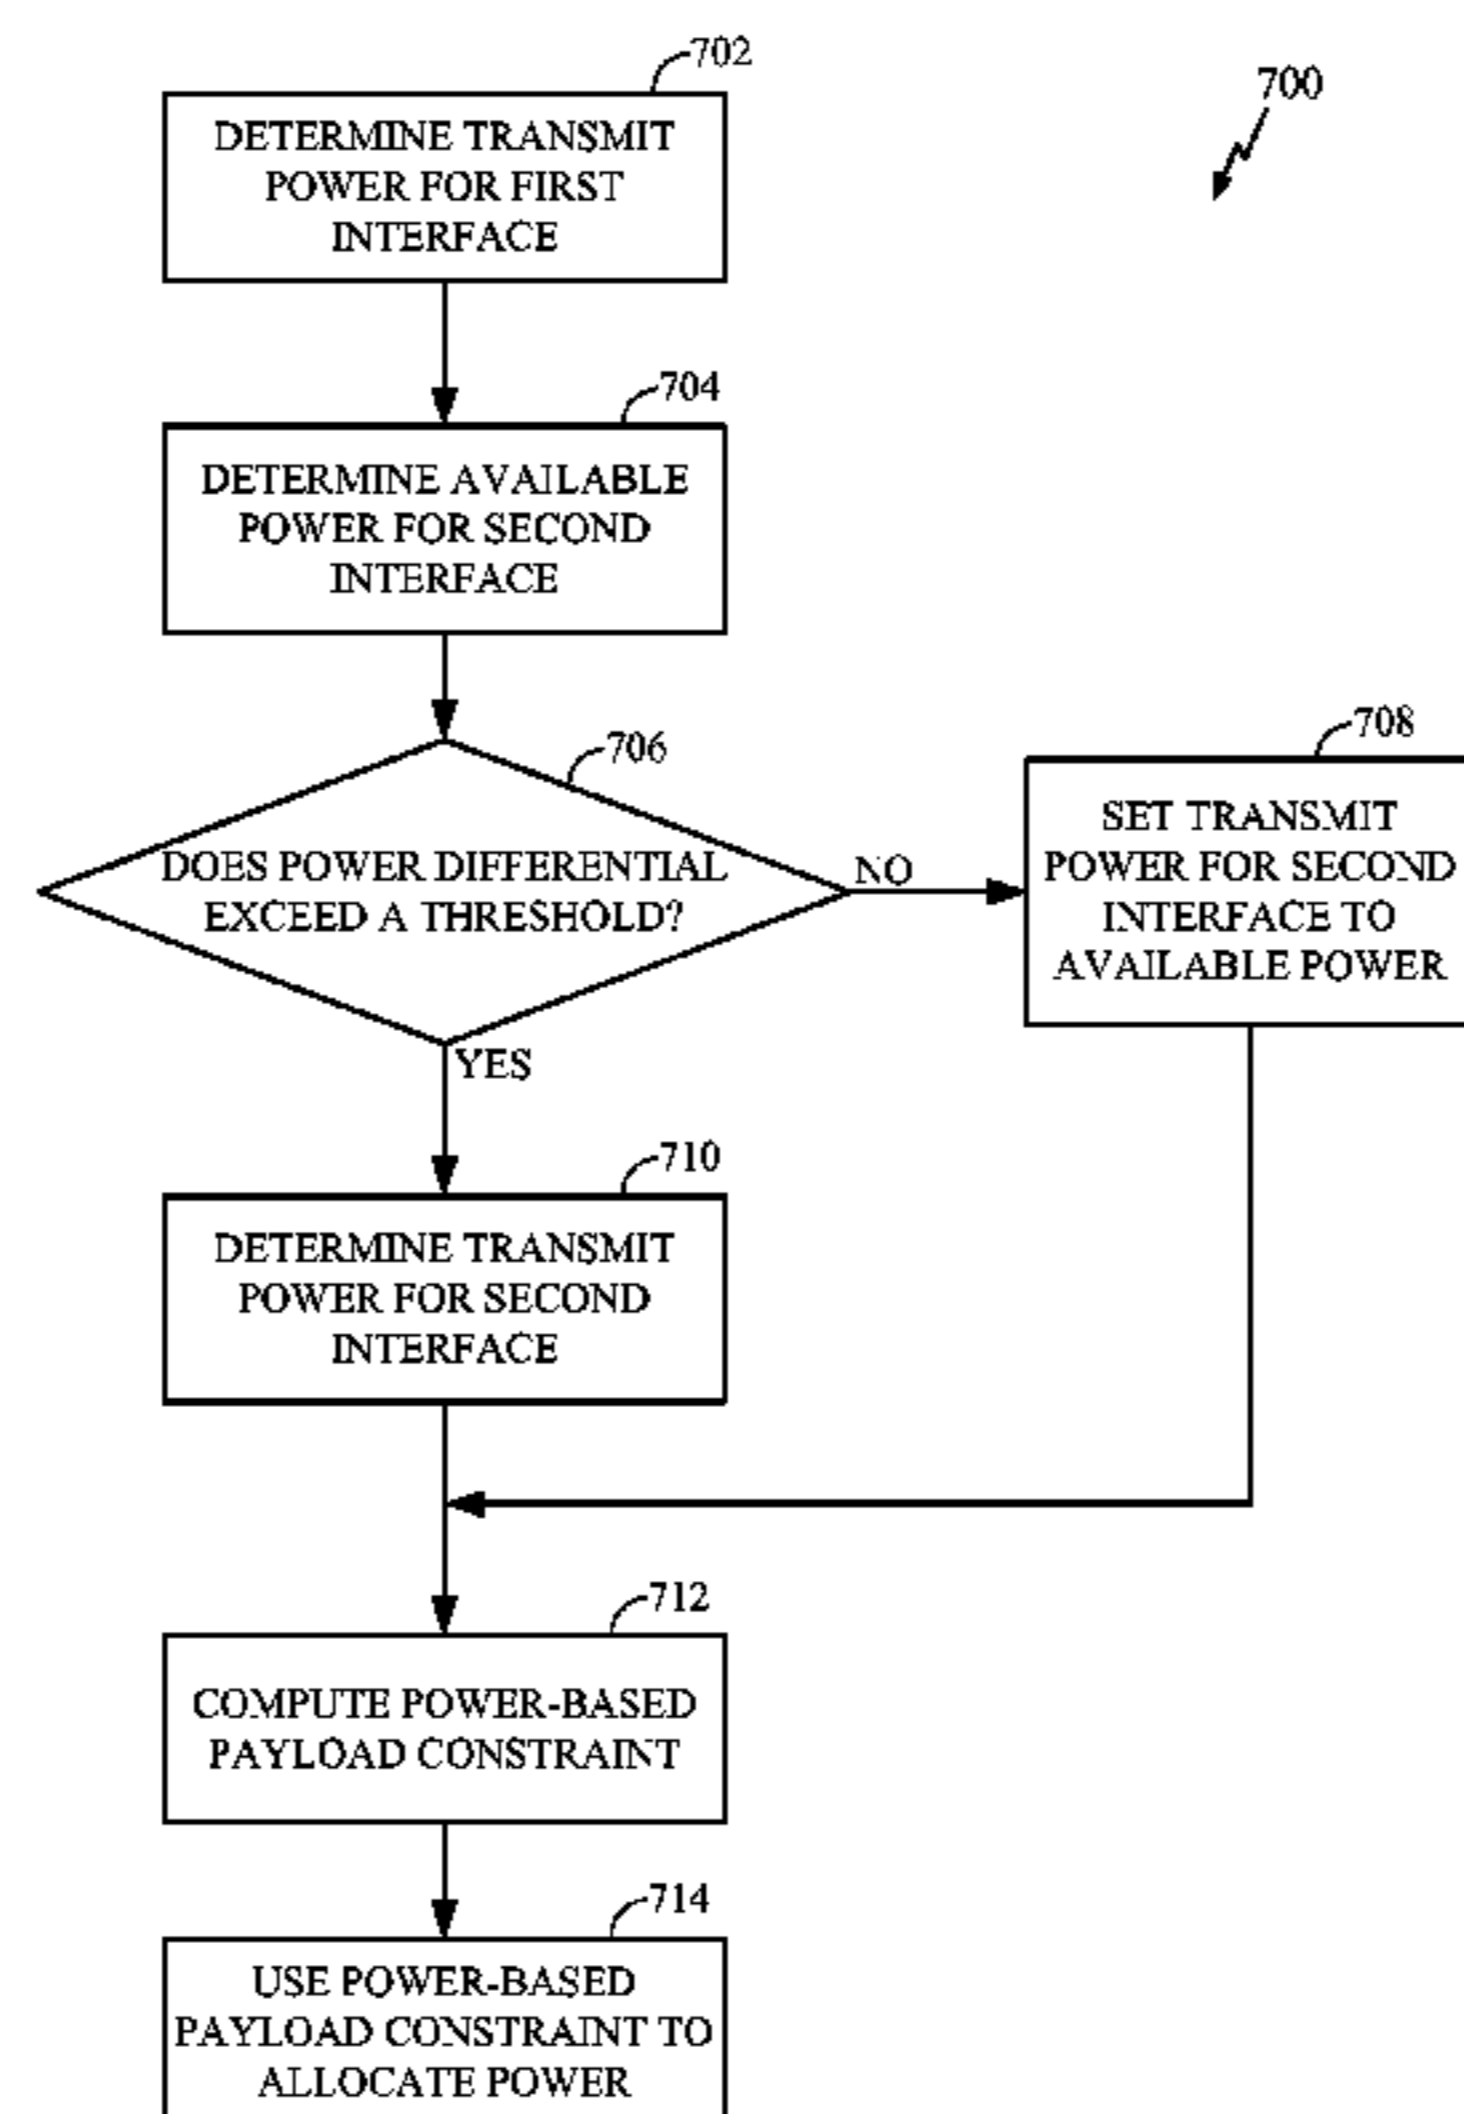 702
700
DETERMINE TRANSMIT
POWER FOR FIRST
INTERFACE
704
DETERMINE AVAILABLE
POWER FOR SECOND
INTERFACE
706
DOES POWER DIFFERENTIAL
EXCEED A THRESHOLD?
NO
708
SET TRANSMIT
POWER FOR SECOND
INTERFACE TO
AVAILABLE POWER
YES
710
DETERMINE TRANSMIT
POWER FOR SECOND
INTERFACE
712
COMPUTE POWER-BASED
PAYLOAD CONSTRAINT
714
USE POWER-BASED
PAYLOAD CONSTRAINT TO
ALLOCATE POWER